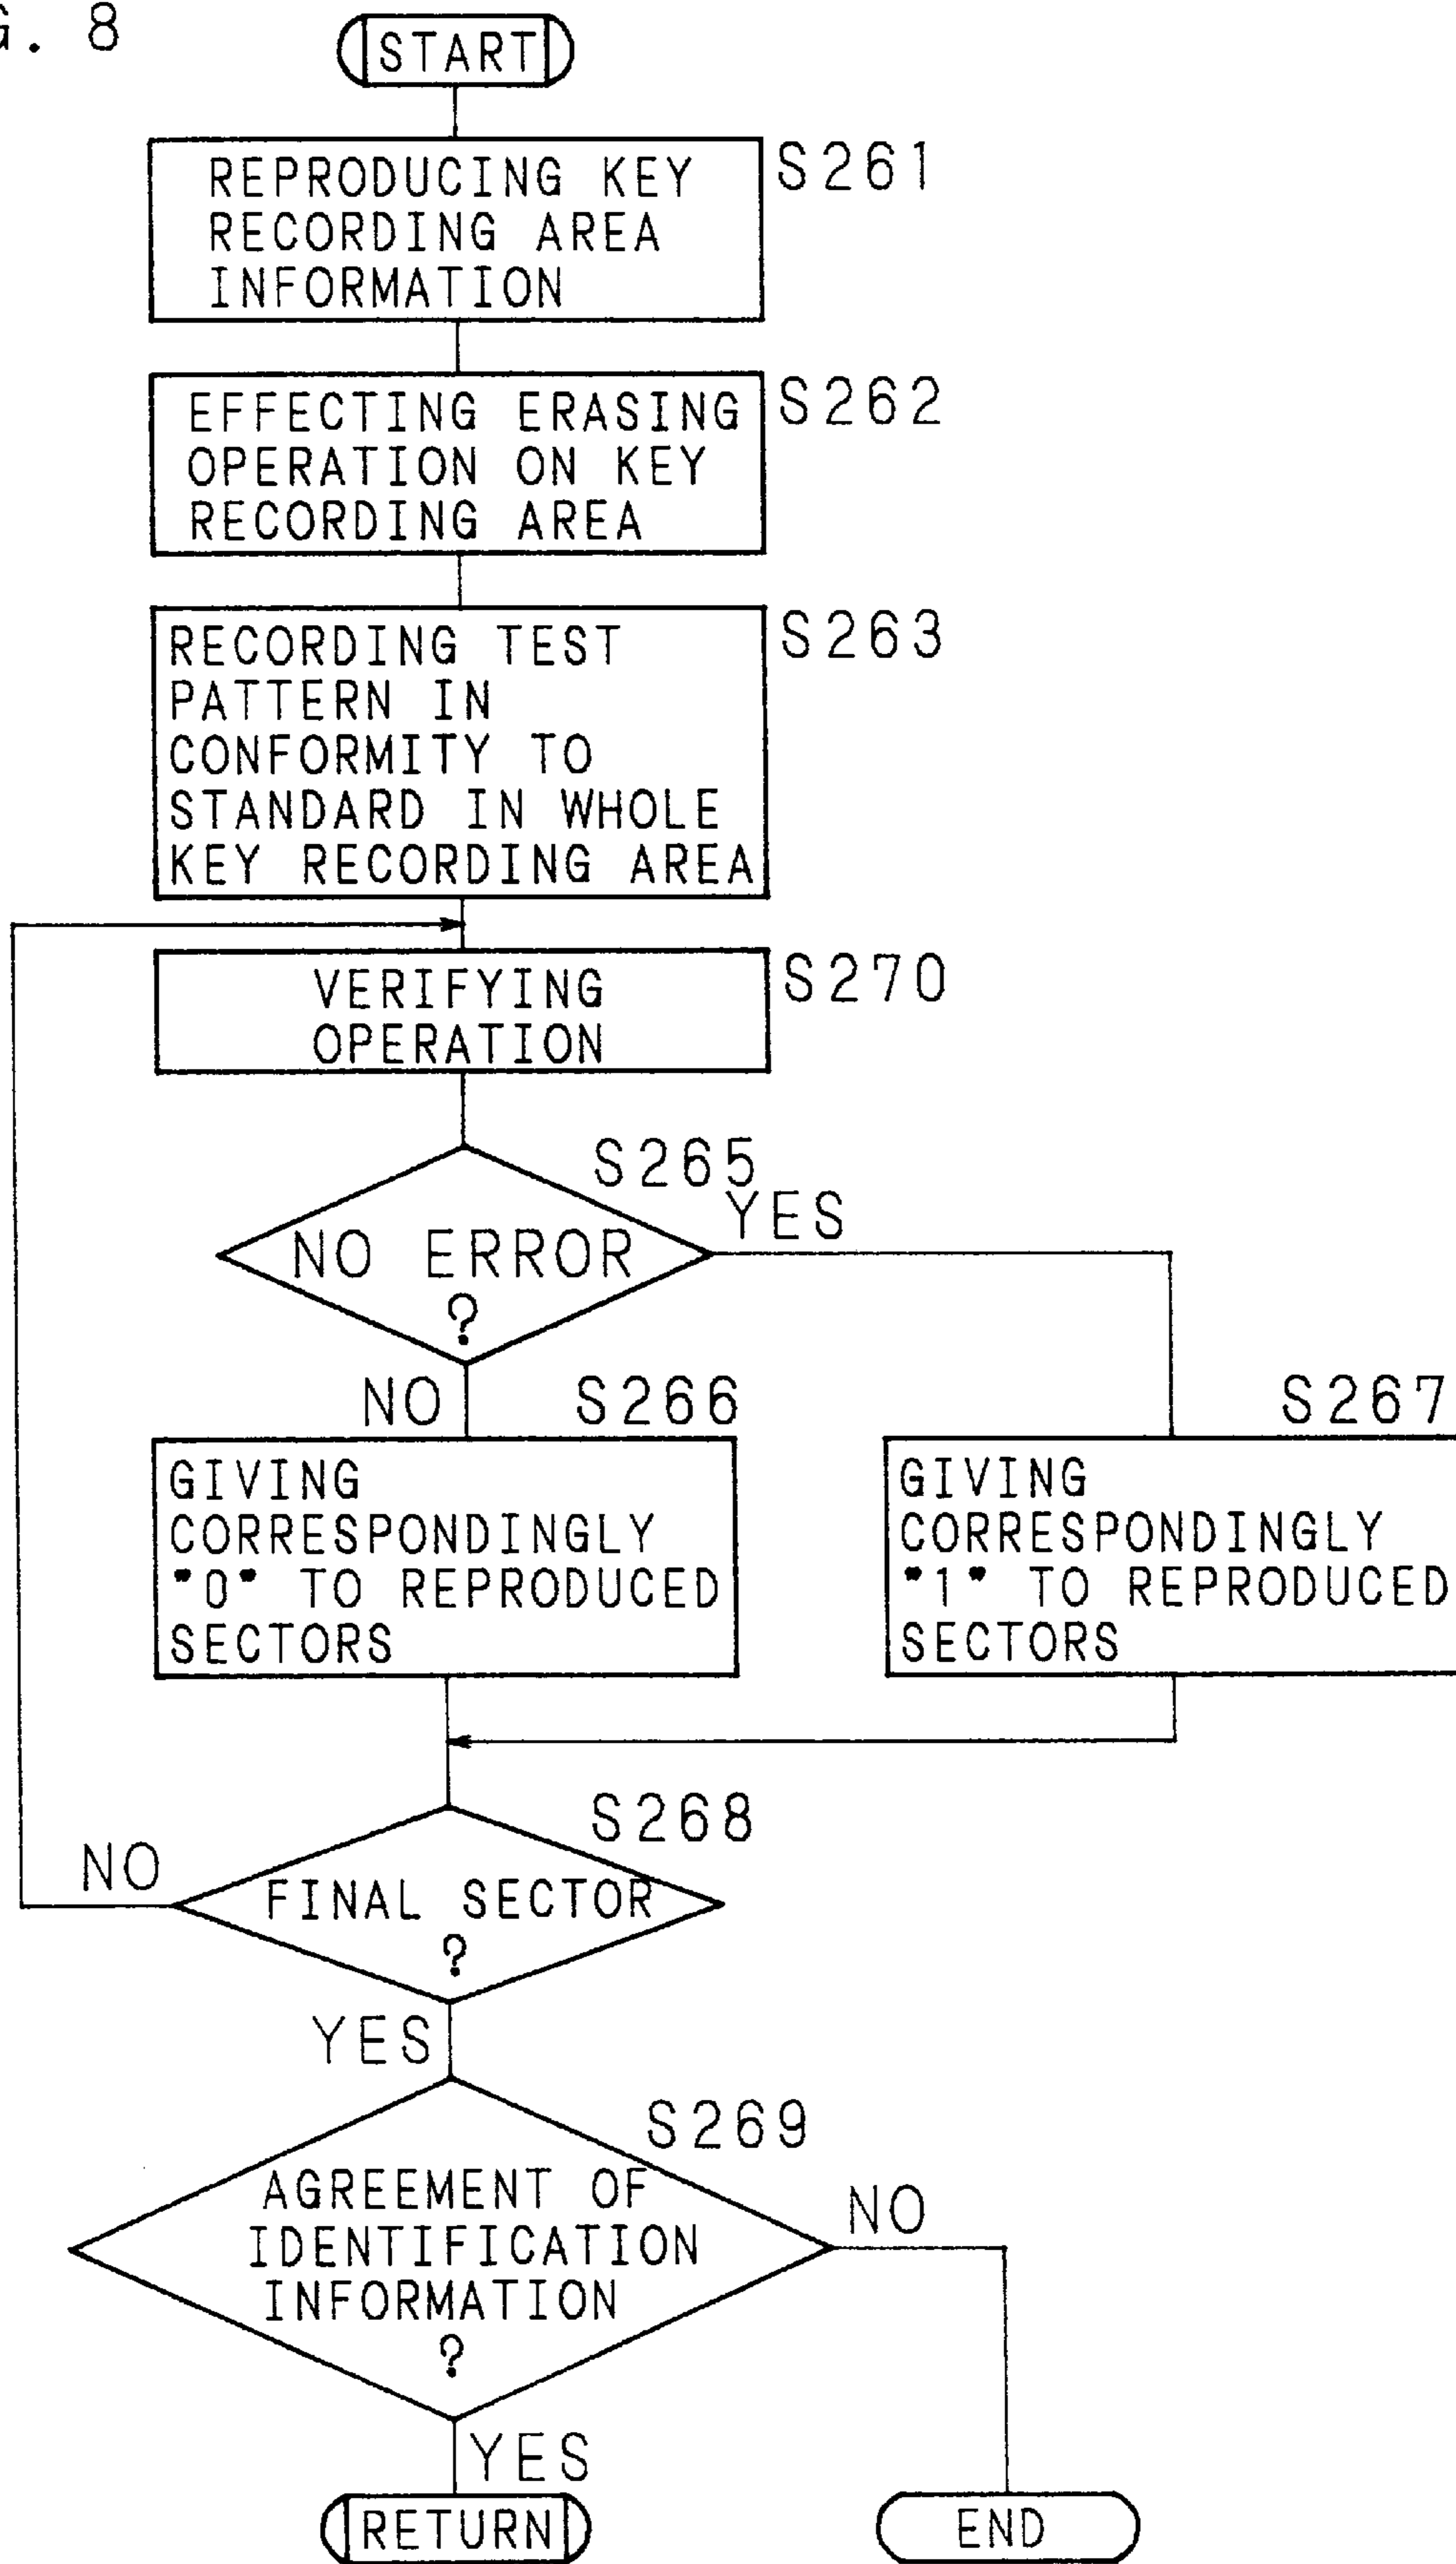 G. 8
START
REPRODUCING KEY
RECORDING AREA
INFORMATION
S261
EFFECTING ERASING
OPERATION ON KEY
RECORDING AREA
S262
RECORDING TEST
PATTERN IN
CONFORMITY TO
STANDARD IN WHOLE
KEY RECORDING AREA
S263
VERIFYING
OPERATION
S270
S265
NO ERROR
?
YES
NO
S266
GIVING
CORRESPONDINGLY
"0" TO REPRODUCED
SECTORS
S267
GIVING
CORRESPONDINGLY
"1" TO REPRODUCED
SECTORS
S268
NO
FINAL SECTOR
?
YES
S269
AGREEMENT OF
IDENTIFICATION
INFORMATION
?
NO
YES
RETURN
END